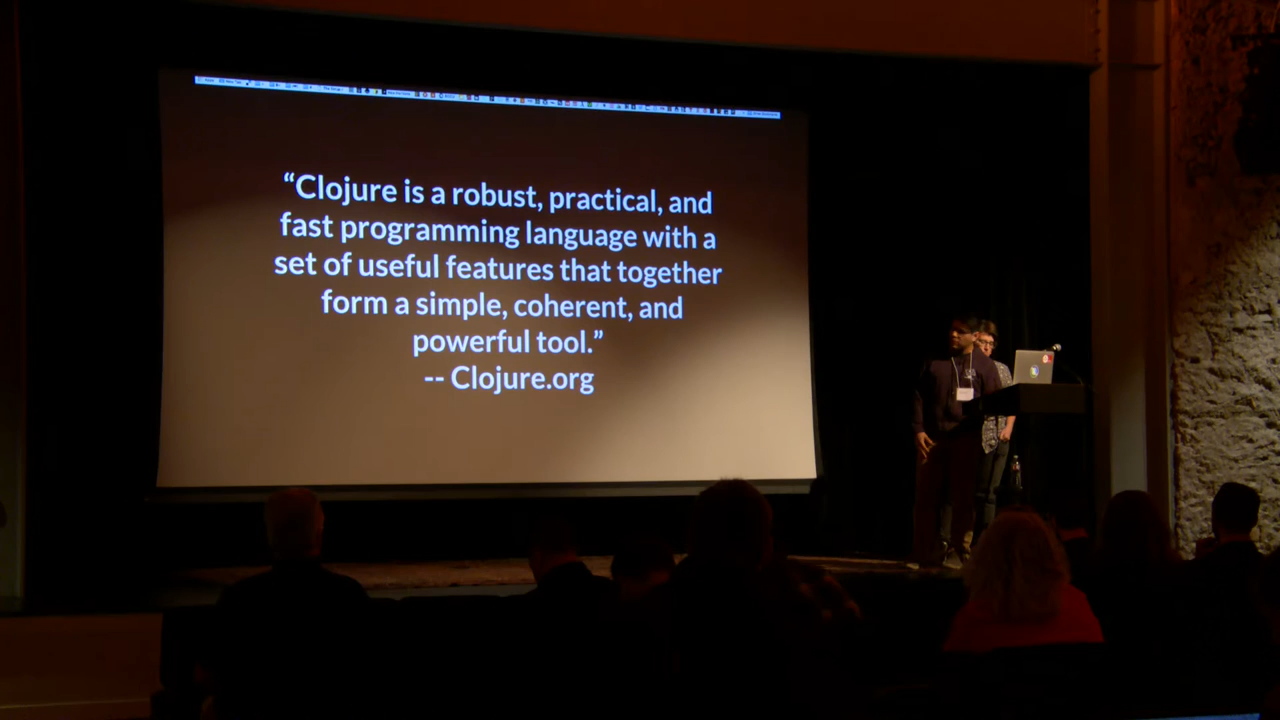 “Clojure is a robust, practical, and
fast programming language with a
set of useful features that together
form a simple, coherent, and
powerful tool.”
-- Clojure.org